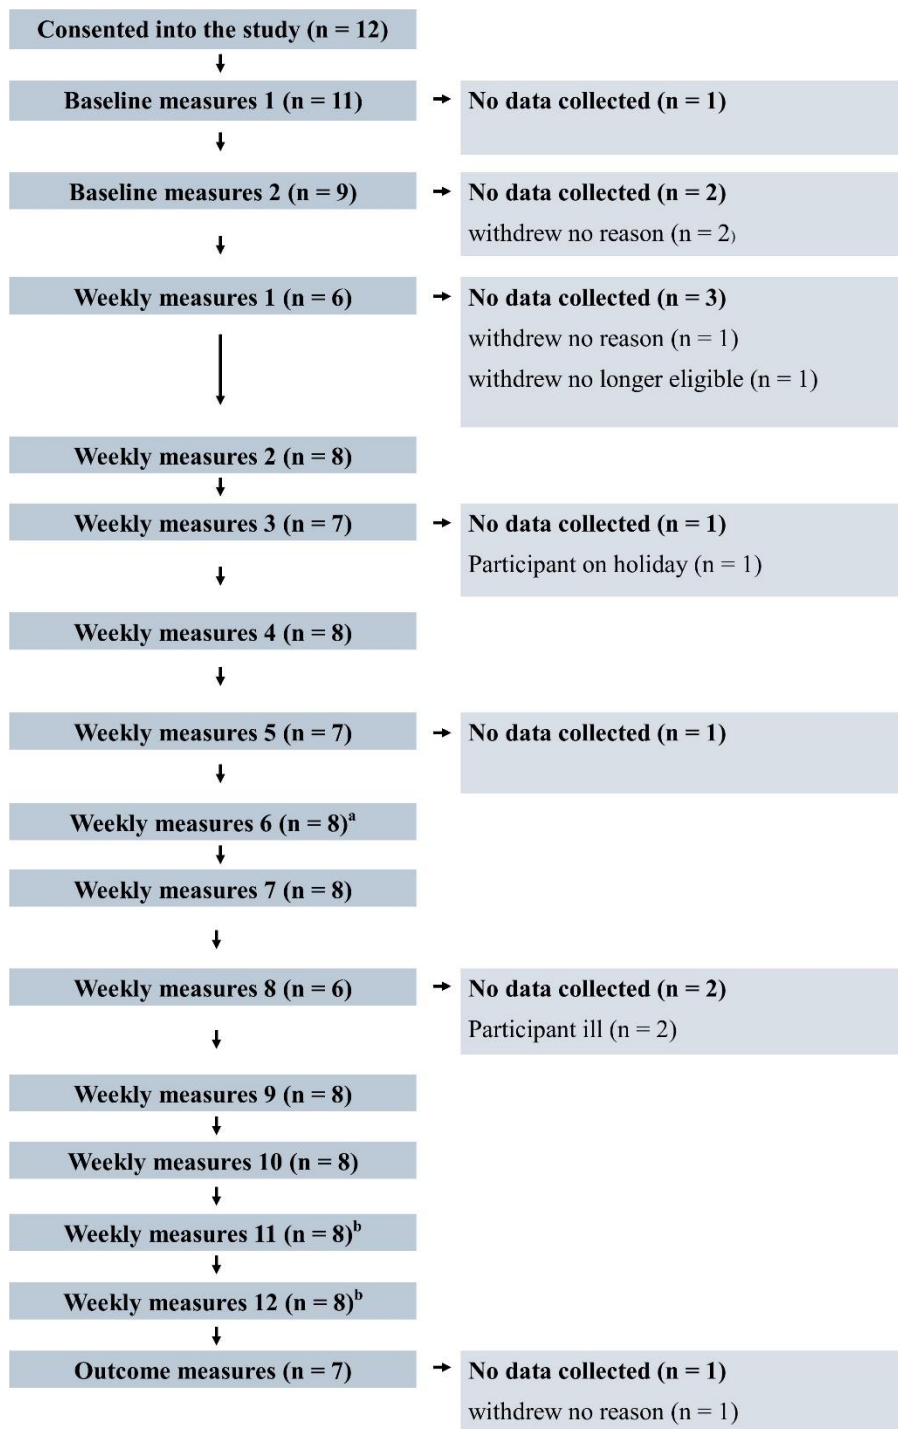 Consented into the study (n = 12)
Baseline measures 1 (n = 11)
No data collected (n = 1)
Baseline measures 2 (n = 9)
No data collected (n = 2)
withdrew no reason (n = 2)
Weekly measures 1 (n = 6)
No data collected (n = 3)
withdrew no reason (n = 1)
withdrew no longer eligible (n = 1)
Weekly measures 2 (n = 8)
Weekly measures 3 (n = 7)
No data collected (n = 1)
Participant on holiday (n = 1)
Weekly measures 4 (n = 8)
Weekly measures 5 (n = 7)
No data collected (n = 1)
Weekly measures 6 (n = 8)a
Weekly measures 7 (n = 8)
Weekly measures 8 (n = 6)
No data collected (n = 2)
Participant ill (n = 2)
Weekly measures 9 (n = 8)
Weekly measures 10 (n = 8)
Weekly measures 11 (n = 8)b
Weekly measures 12 (n = 8)b
Outcome measures (n = 7)
No data collected (n = 1)
withdrew no reason (n = 1)